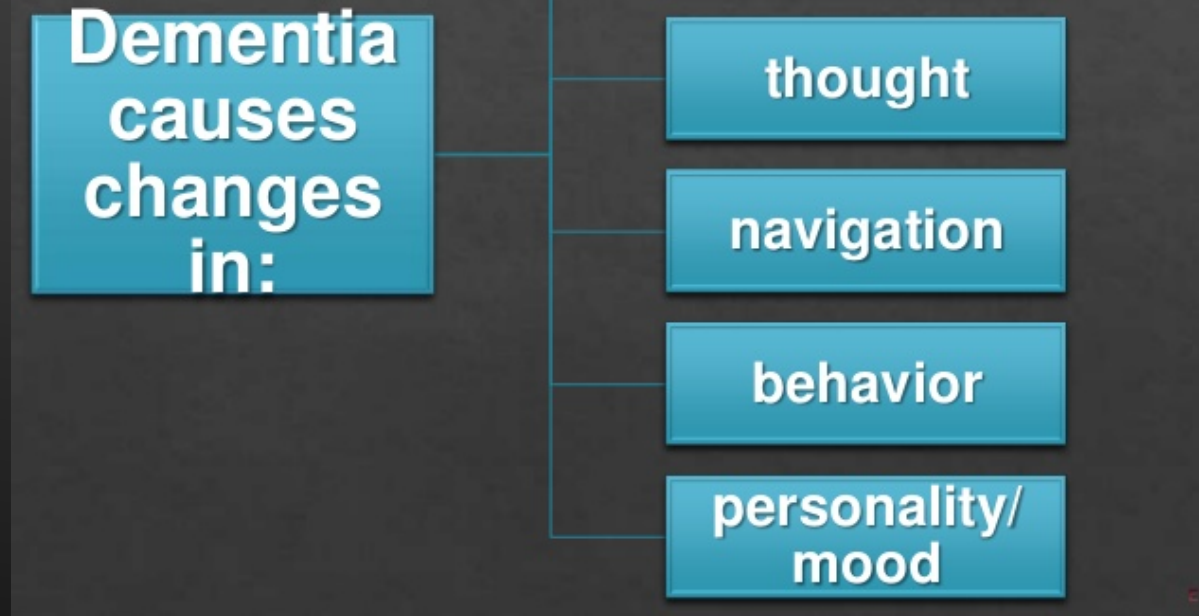 Dementia
causes
changes
in:
thought
navigation
behavior
personality/
mood